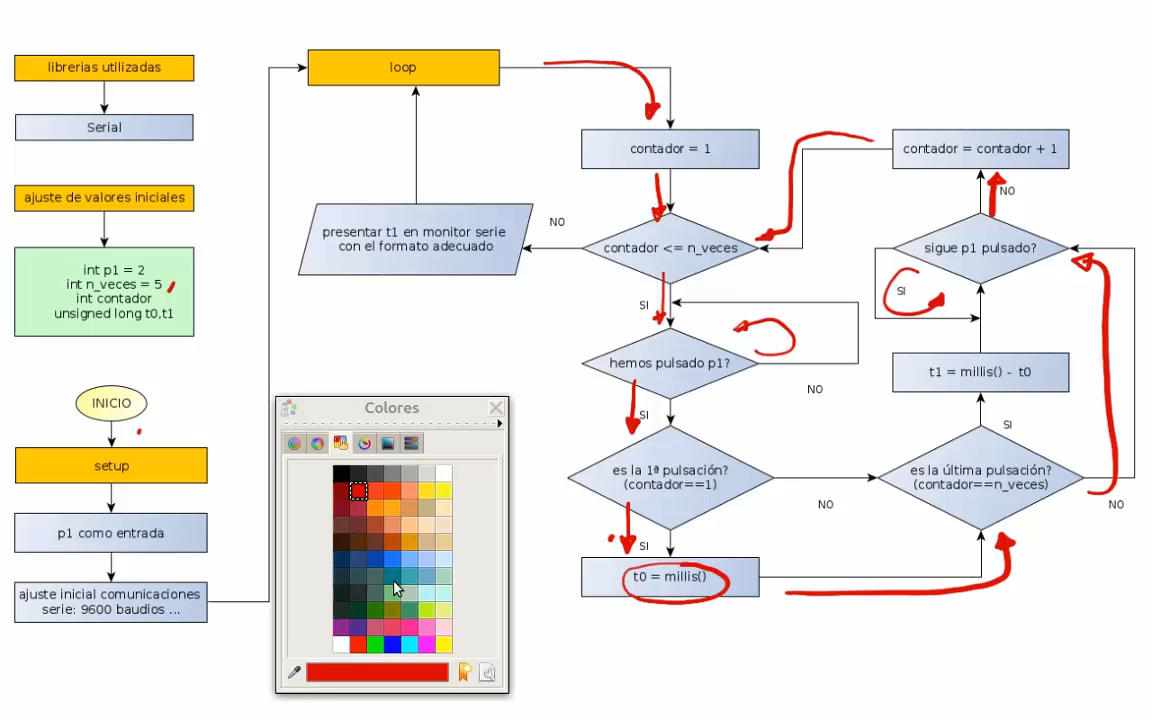 librerias utilizadas
Serial
ajuste de valores iniciales
int p1 = 2
int n_veces = 5
int contador
unsigned long t0,t1
INICIO
setup
p1 como entrada
ajuste inicial comunicaciones
serie: 9600 baudios ...
loop
presentar t1 en monitor serie
con el formato adecuado
NO
contador = 1
contador <= n_veces
SI
hemos pulsado p1?
NO
SI
es la 1ª pulsación?
(contador==1)
NO
SI
t0 = millis()
contador = contador + 1
NO
sigue p1 pulsado?
SI
t1 = millis() - t0
SI
es la última pulsación?
(contador==n_veces)
NO
Colores